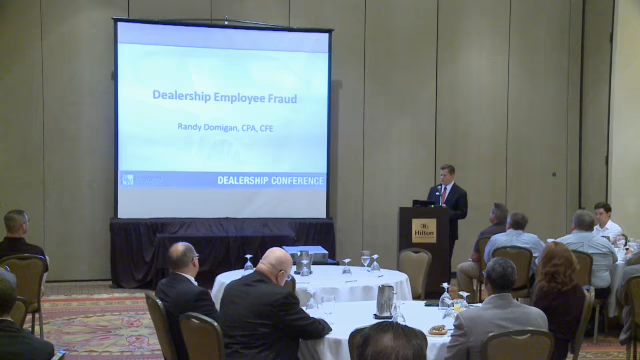 Dealership Employee Fraud
Randy Domigan, CPA, CFE
DEALERSHIP CONFERENCE
Hilton